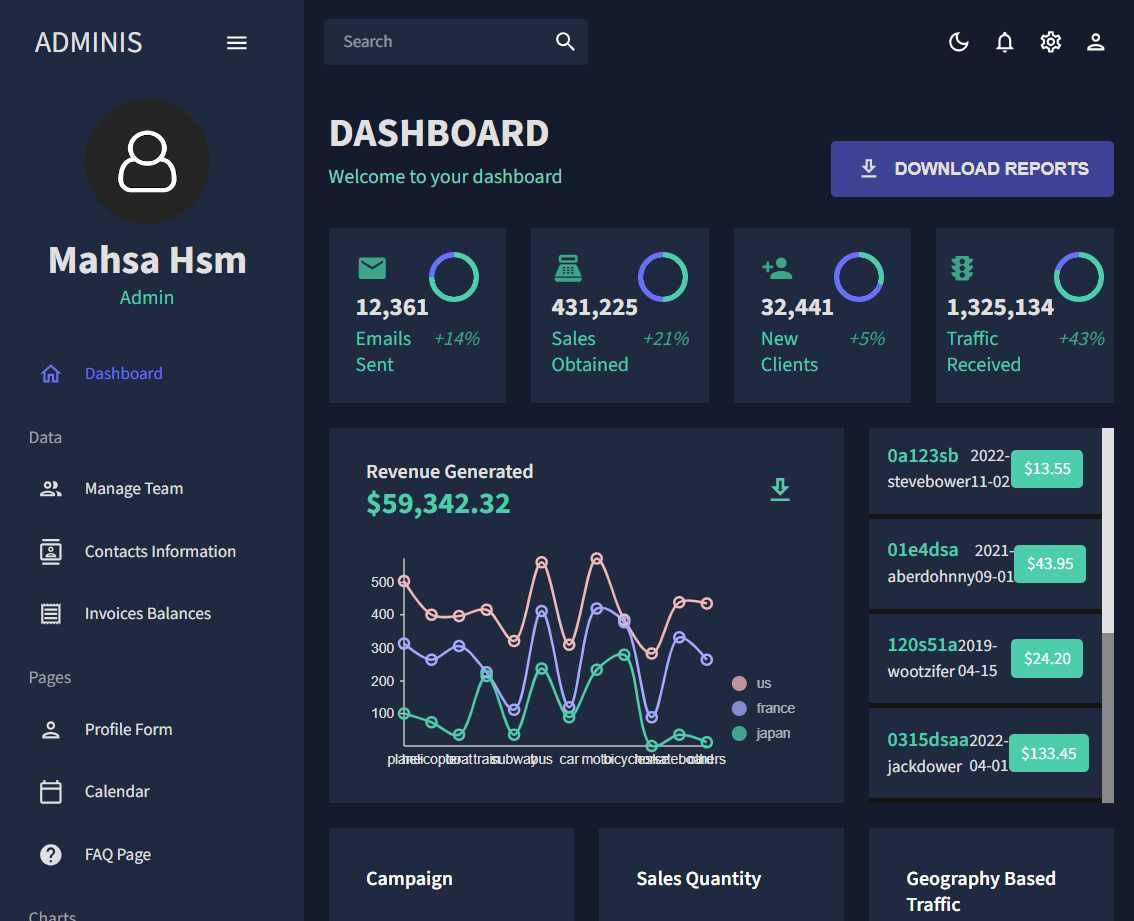 ADMINIS
Search
Mahsa Hsm
Admin
Dashboard
Data
Manage Team
Contacts Information
Invoices Balances
Pages
Profile Form
Calendar
FAQ Page
Charts
DASHBOARD
Welcome to your dashboard
DOWNLOAD REPORTS
12,361
Emails
Sent
+14%
431,225
Sales
Obtained
+21%
32,441
New
Clients
+5%
1,325,134
Traffic
Received
+43%
Revenue Generated
$59,342.32
500
400
300
200
100
plane helicopter boat train subway bus car moto bicycle horse skateboard others
us
france
japan
0a123sb
stevebower
2022-
11-02
$13.55
01e4dsa
aberdohnny
2021-
09-01
$43.95
120s51a
wootzifer
2019-
04-15
$24.20
0315dsaa
jackdower
2022-
04-01
$133.45
Campaign
Sales Quantity
Geography Based
Traffic